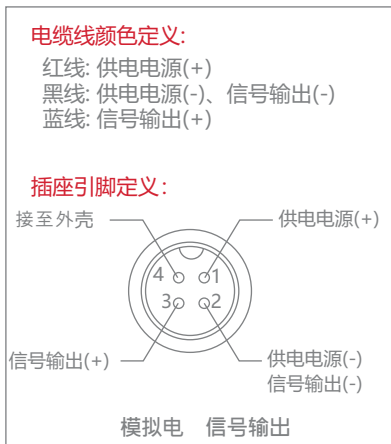 电缆线颜色定义:
红线: 供电电源(+)
黑线: 供电电源(-)、信号输出(-)
蓝线: 信号输出(+)
插座引脚定义:
接至外壳
供电电源(+)
4
1
3
2
信号输出(+)
供电电源(-)
信号输出(-)
模拟电 信号输出